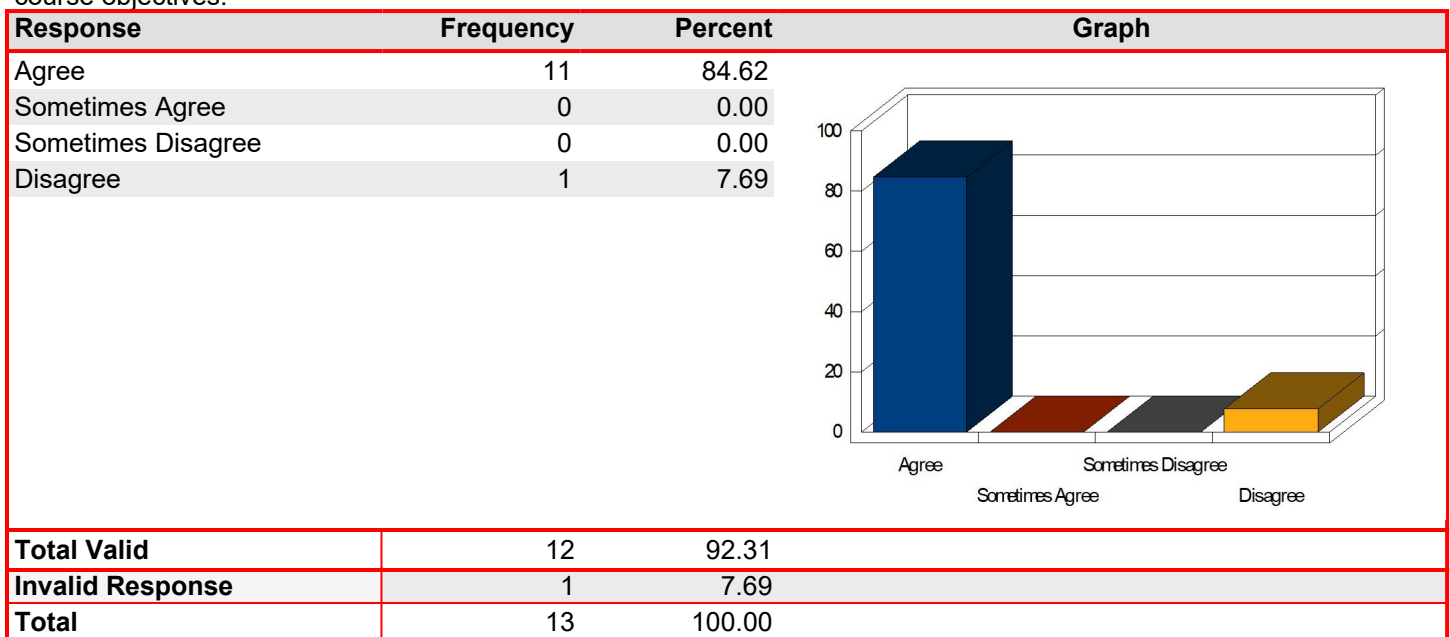 course objectives.
Response Frequency Percent Graph
Agree 11 84.62
Sometimes Agree 0 0.00
Sometimes Disagree 0 0.00
Disagree 1 7.69
100
80
60
40
20
0
Agree Sometimes Disagree
Sometimes Agree Disagree
Total Valid 12 92.31
Invalid Response 1 7.69
Total 13 100.00